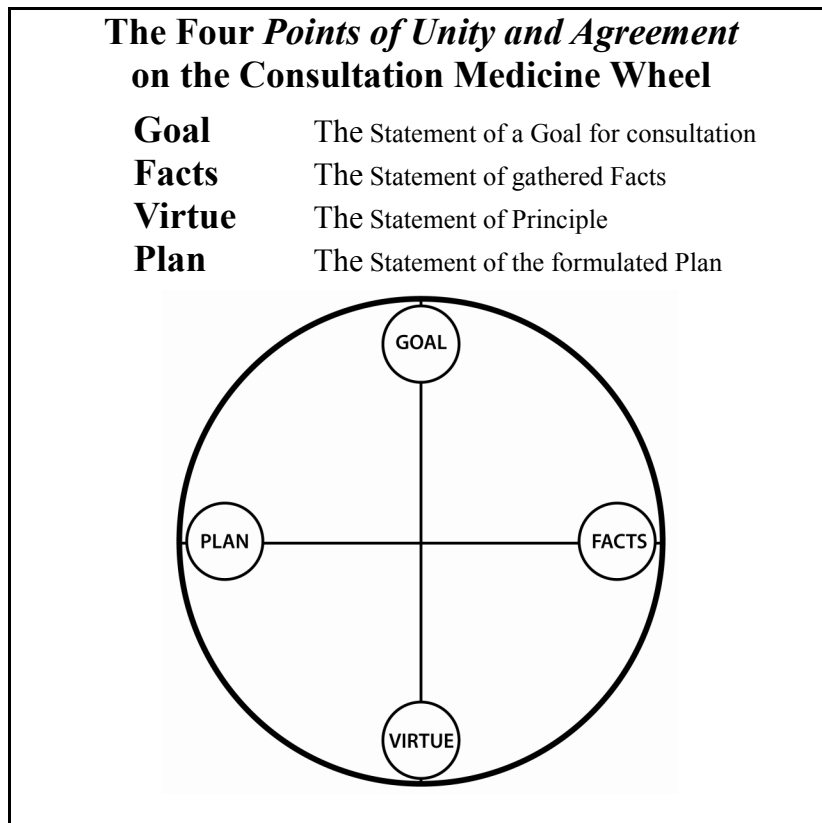 The Four Points of Unity and Agreement
on the Consultation Medicine Wheel
Goal The Statement of a Goal for consultation
Facts The Statement of gathered Facts
Virtue The Statement of Principle
Plan The Statement of the formulated Plan
GOAL
PLAN FACTS
VIRTUE